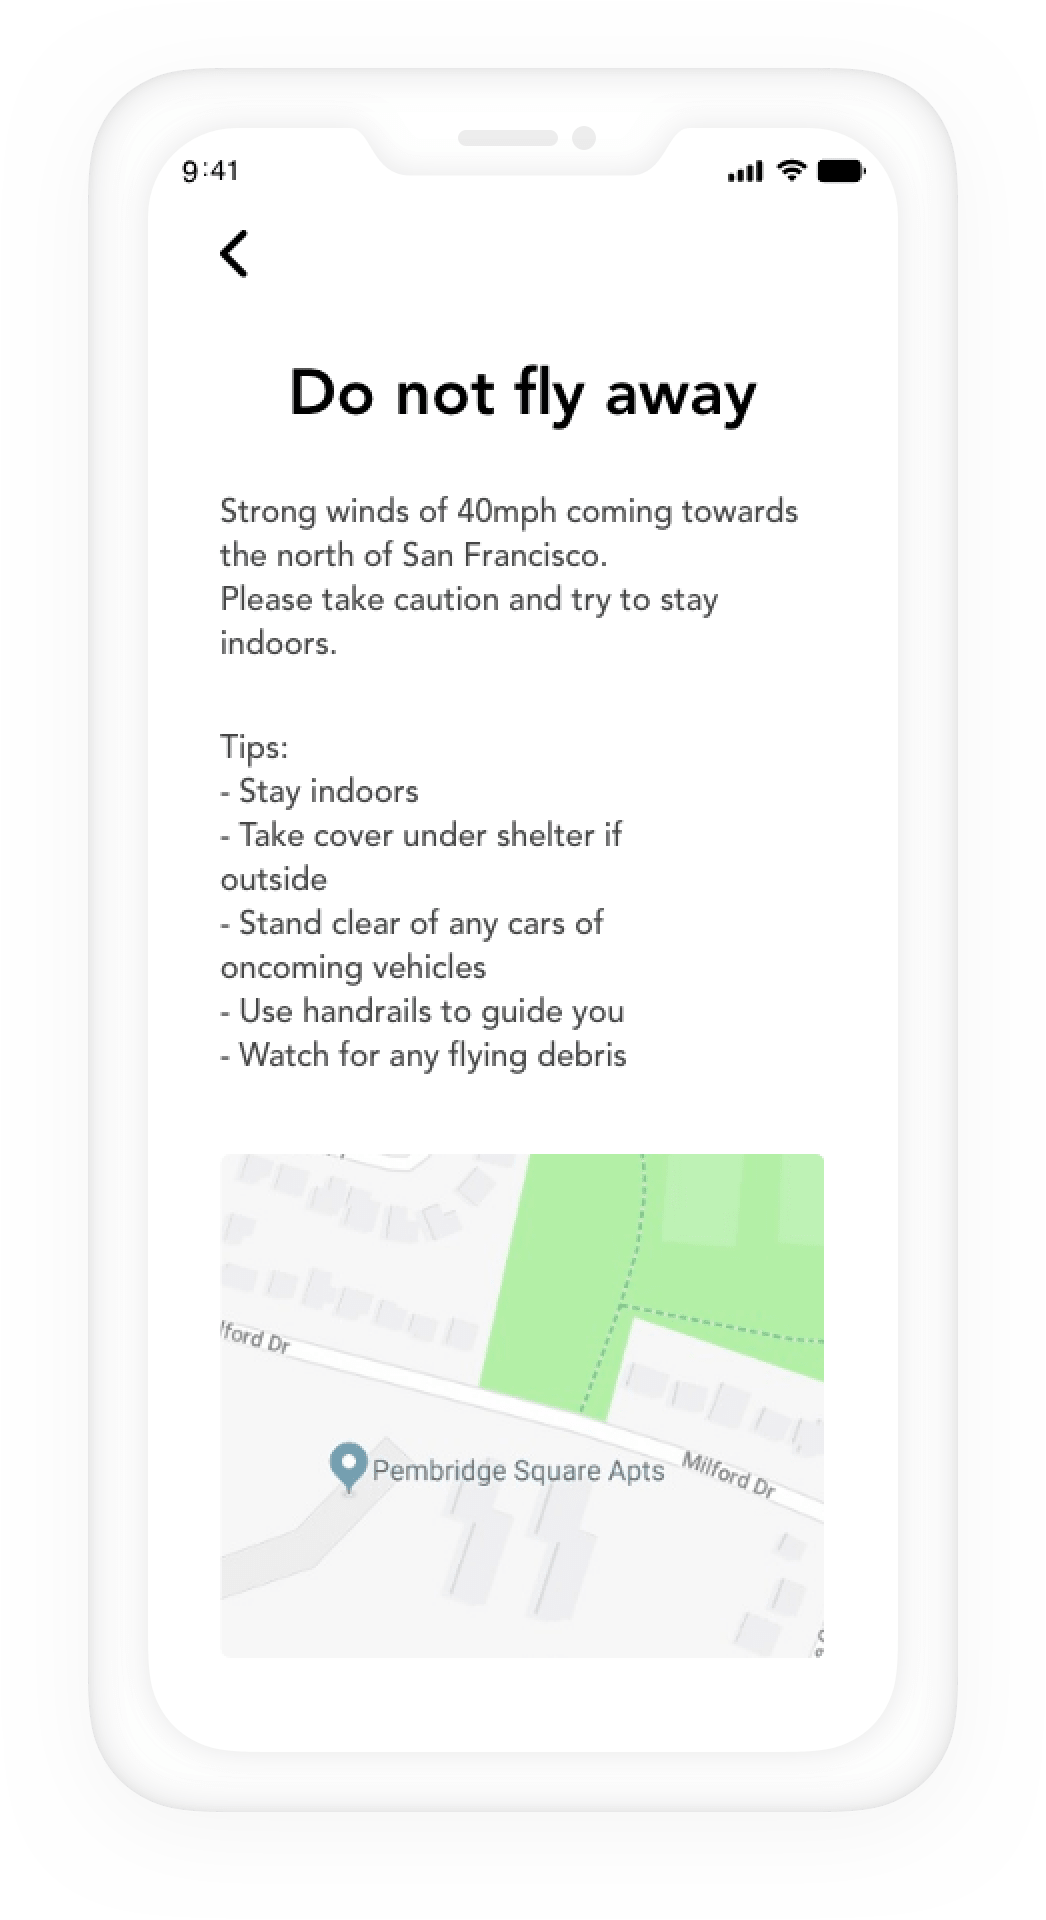 9:41
Do not fly away
Strong winds of 40mph coming towards
the north of San Francisco.
Please take caution and try to stay
indoors.
Tips:
- Stay indoors
- Take cover under shelter if
outside
- Stand clear of any cars of
oncoming vehicles
- Use handrails to guide you
- Watch for any flying debris
lford Dr
Pembridge Square Apts
Milford Dr